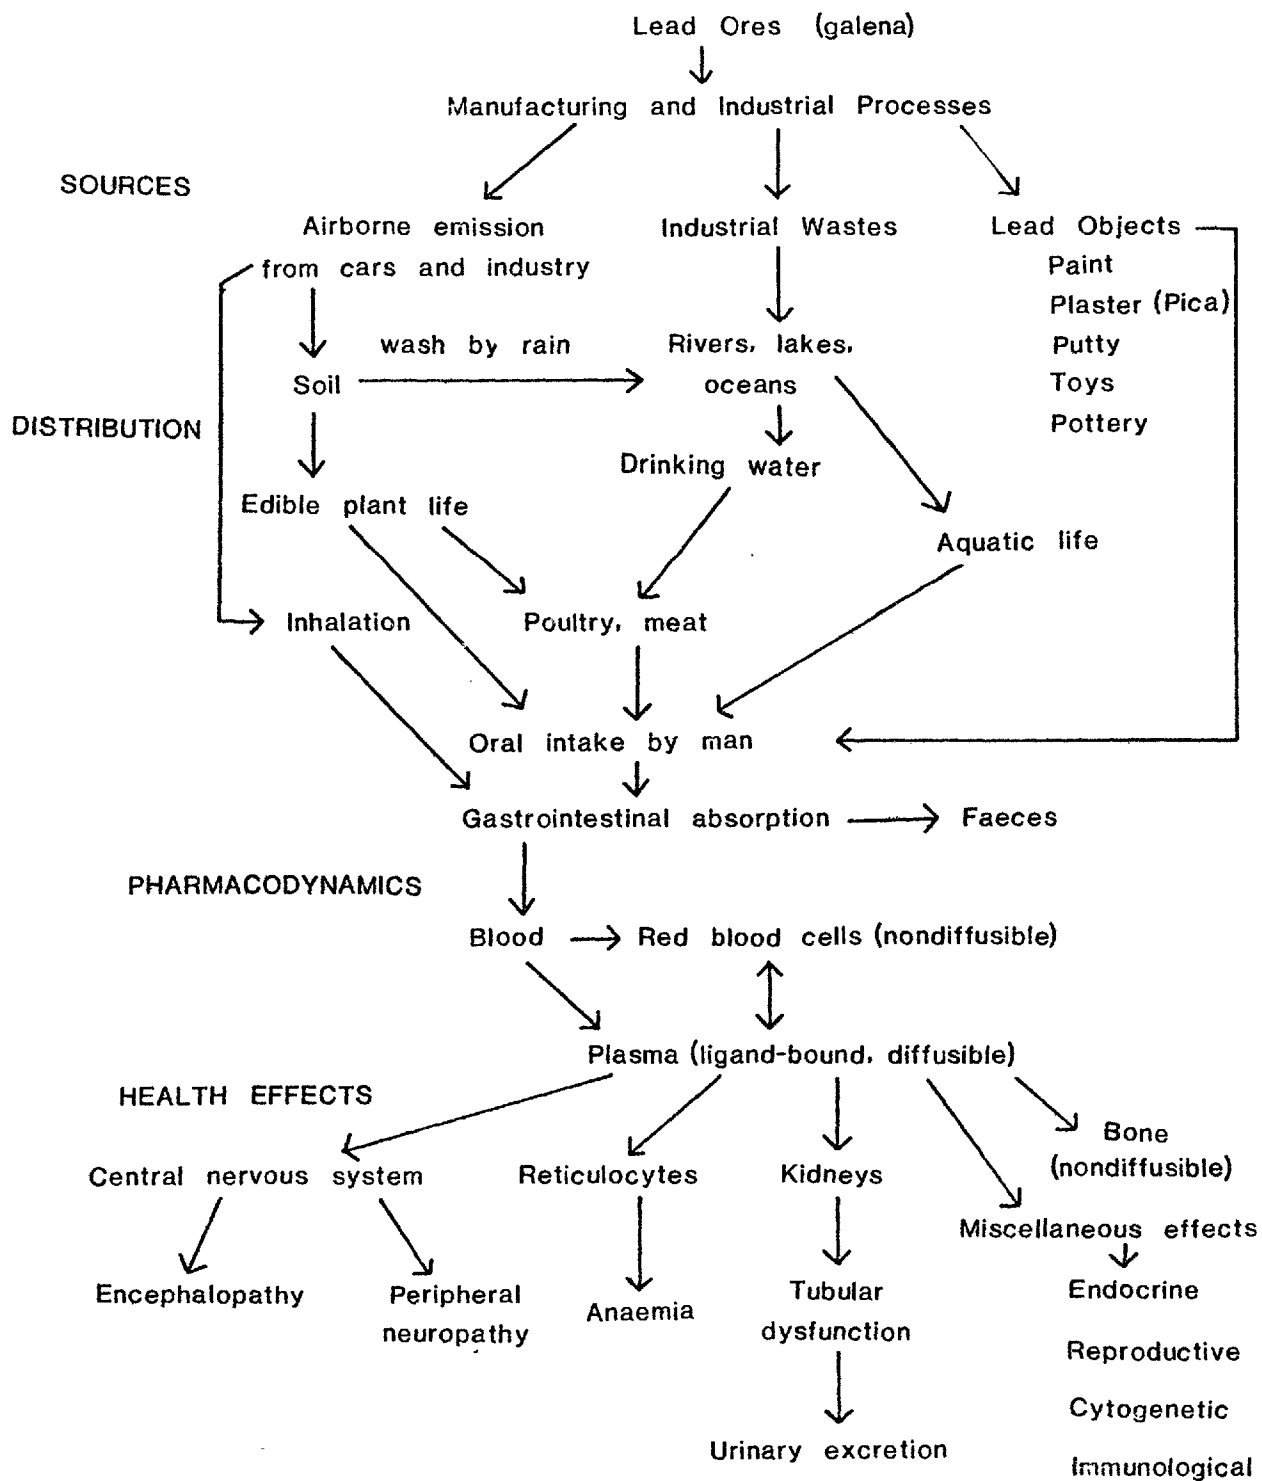 Lead Ores (galena)
Manufacturing and Industrial Processes
SOURCES
Airborne emission
from cars and industry
Industrial Wastes
Lead Objects
Paint
Plaster (Pica)
Putty
Toys
Pottery
wash by rain
Soil
Rivers, lakes,
oceans
DISTRIBUTION
Drinking water
Edible plant life
Aquatic life
Inhalation
Poultry, meat
Oral intake by man
Gastrointestinal absorption
Faeces
PHARMACODYNAMICS
Blood
Red blood cells (nondiffusible)
Plasma (ligand-bound, diffusible)
HEALTH EFFECTS
Central nervous system
Reticulocytes
Kidneys
Bone
(nondiffusible)
Miscellaneous effects
Encephalopathy
Peripheral
neuropathy
Anaemia
Tubular
dysfunction
Urinary excretion
Endocrine
Reproductive
Cytogenetic
Immunological